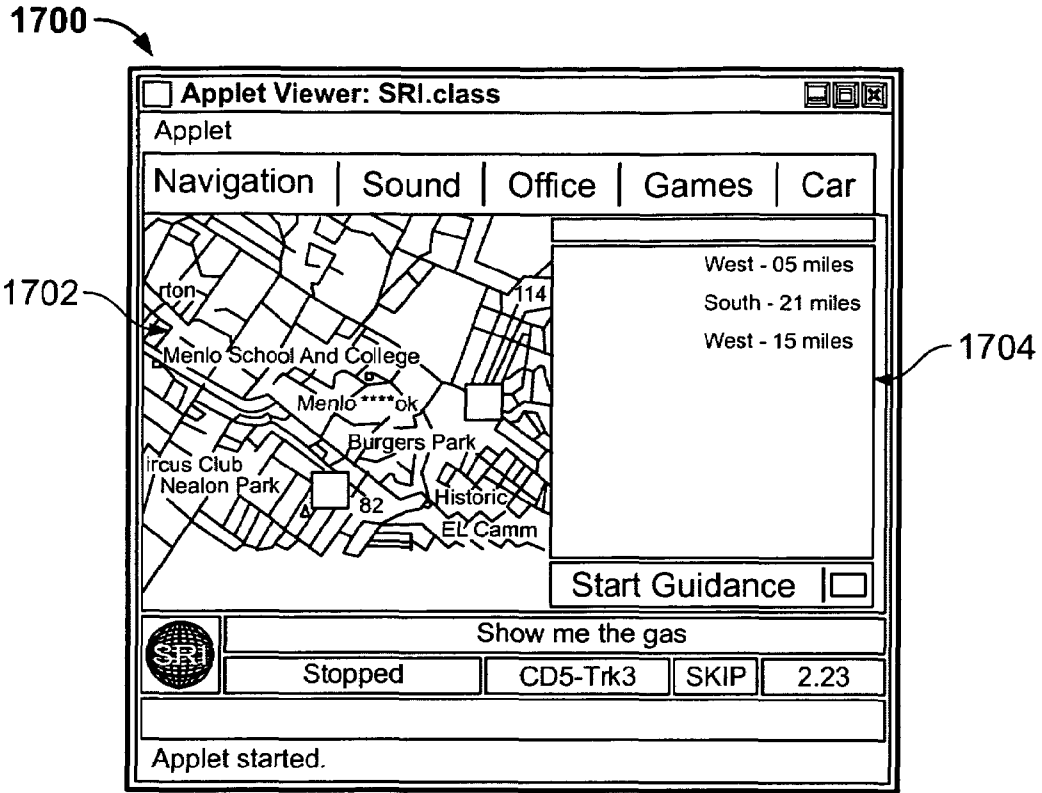 1700
Applet Viewer: SRI.class
Applet
Navigation | Sound | Office | Games | Car
1702
rton
114
Menlo School And College
Menlo ****ok
Burgers Park
ircus Club
Nealon Park
82
Historic
EL Camm
West - 05 miles
South - 21 miles
West - 15 miles
1704
Start Guidance
Show me the gas
SRI
Stopped
CD5-Trk3
SKIP
2.23
Applet started.